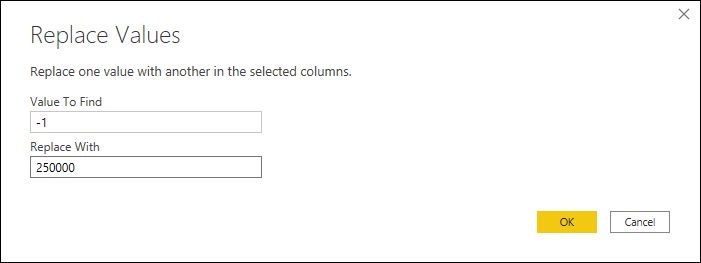 Replace Values
Replace one value with another in the selected columns.
Value To Find
-1
Replace With
250000
OK
Cancel